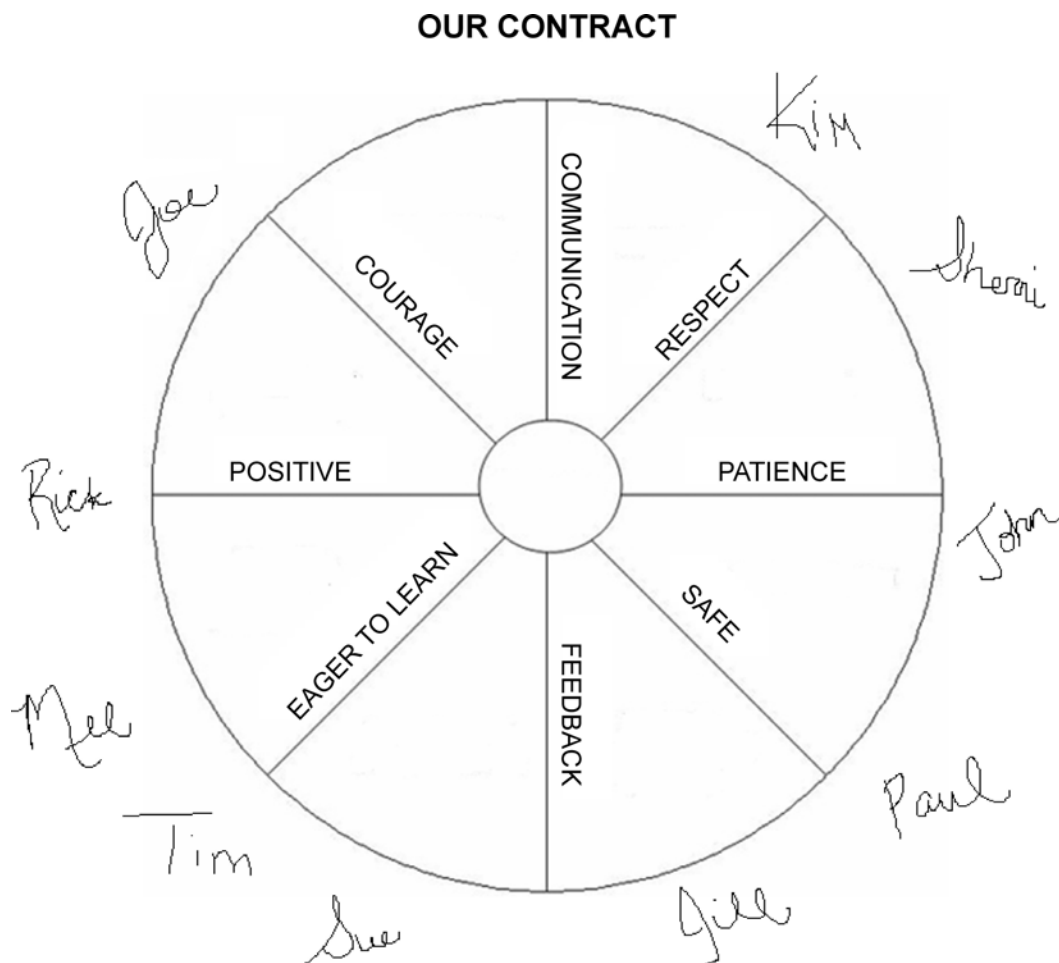 OUR CONTRACT
Kim
Joe
COMMUNICATION
Sherri
COURAGE
RESPECT
POSITIVE
PATIENCE
Rick
John
EAGER TO LEARN
SAFE
FEEDBACK
Paul
Tim
Sue
Jill